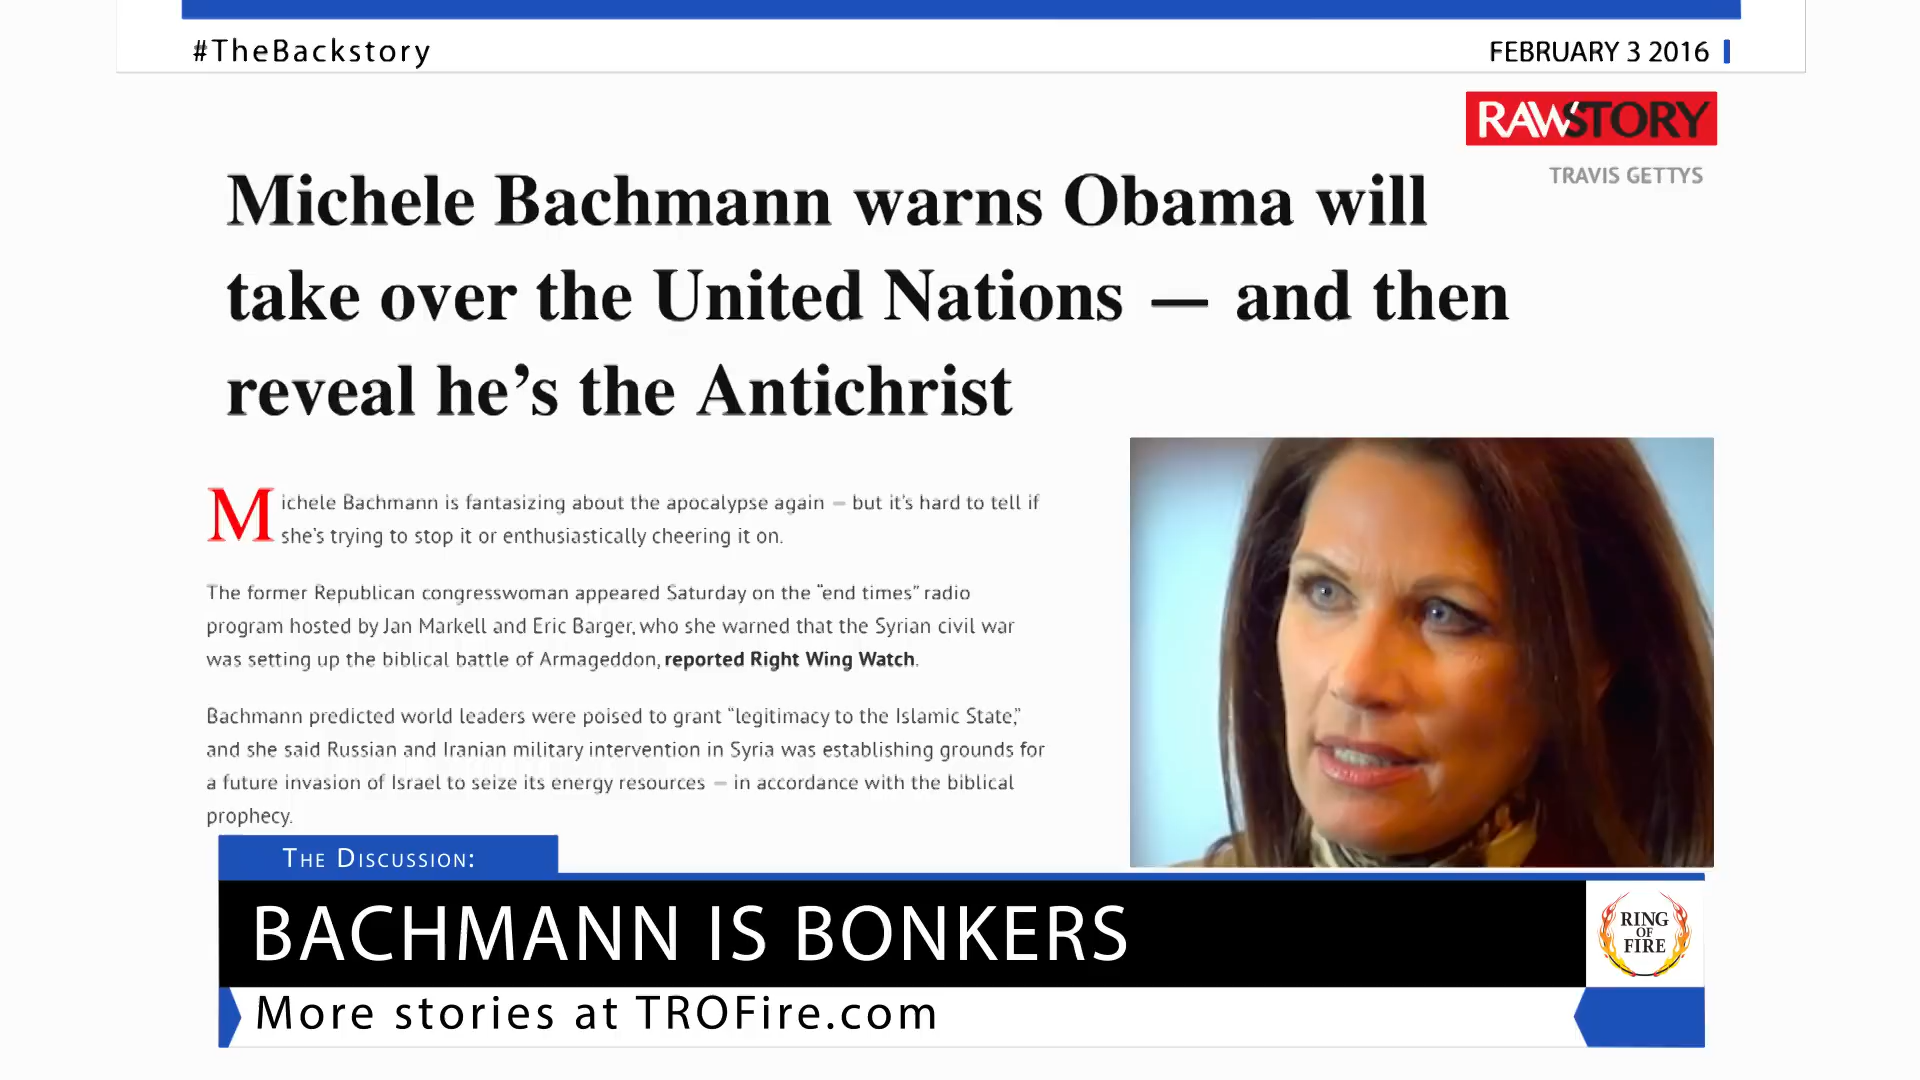 #TheBackstory
FEBRUARY 3 2016
RAWSTORY
TRAVIS GETTYS
Michele Bachmann warns Obama will
take over the United Nations — and then
reveal he’s the Antichrist
Michele Bachmann is fantasizing about the apocalypse again — but it’s hard to tell if
she’s trying to stop it or enthusiastically cheering it on.
The former Republican congresswoman appeared Saturday on the “end times” radio
program hosted by Jan Markell and Eric Barger, who she warned that the Syrian civil war
was setting up the biblical battle of Armageddon, reported Right Wing Watch.
Bachmann predicted world leaders were poised to grant “legitimacy to the Islamic State,”
and she said Russian and Iranian military intervention in Syria was establishing grounds for
a future invasion of Israel to seize its energy resources — in accordance with the biblical
prophecy.
The Discussion:
BACHMANN IS BONKERS
RING
OF
FIRE
More stories at TROFire.com